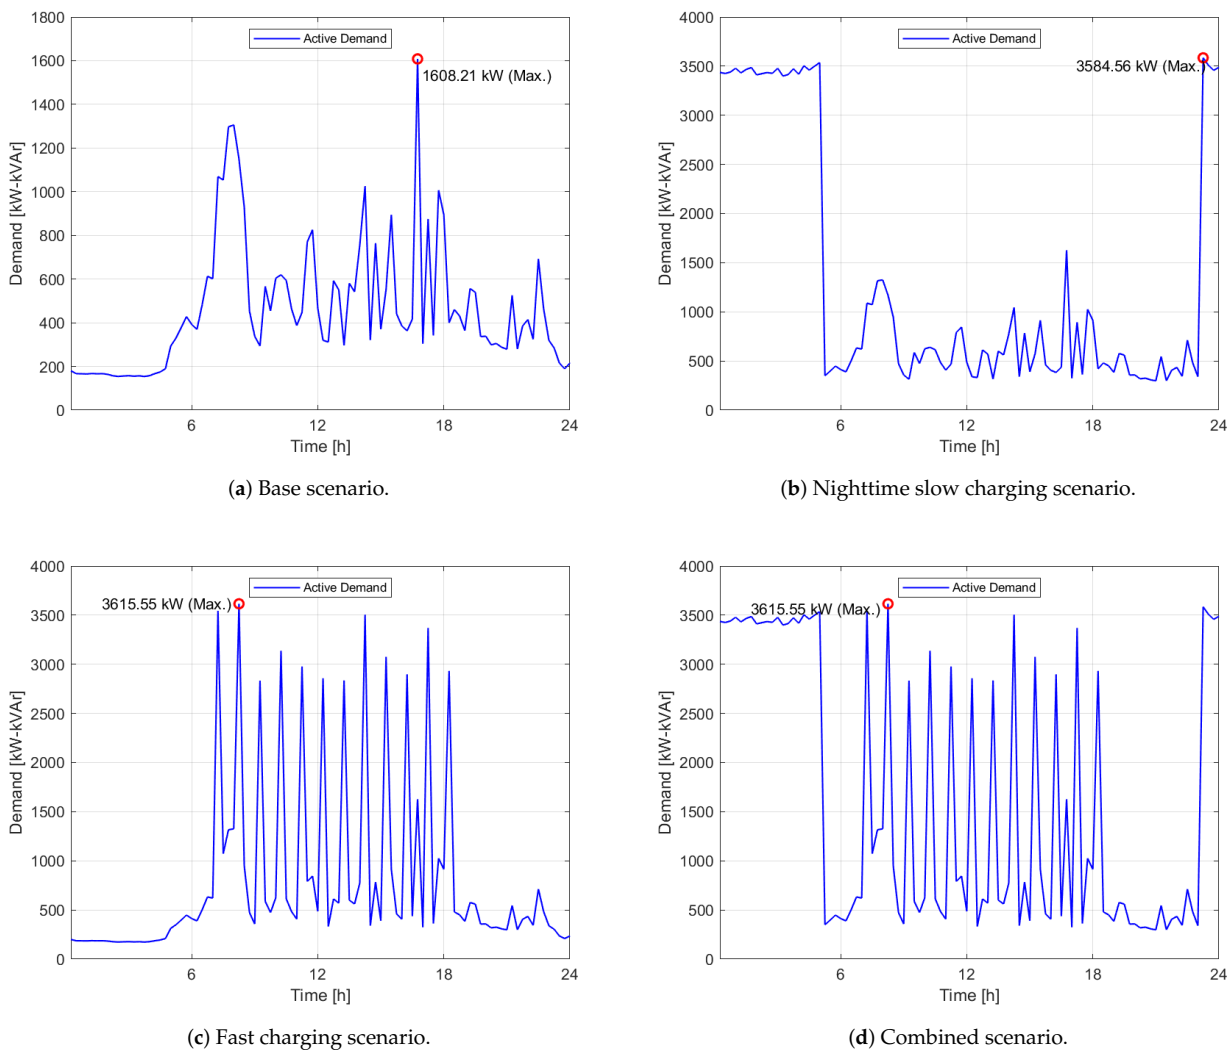 Active Demand
1608.21 kW (Max.)
Demand [kW-kVAr]
1800
1600
1400
1200
1000
800
600
400
200
0
6
12
18
24
Time [h]
(a) Base scenario.
Active Demand
3584.56 kW (Max.)
Demand [kW-kVAr]
4000
3500
3000
2500
2000
1500
1000
500
0
6
12
18
24
Time [h]
(b) Nighttime slow charging scenario.
Active Demand
3615.55 kW (Max.)
Demand [kW-kVAr]
4000
3500
3000
2500
2000
1500
1000
500
0
6
12
18
24
Time [h]
(c) Fast charging scenario.
Active Demand
3615.55 kW (Max.)
Demand [kW-kVAr]
4000
3500
3000
2500
2000
1500
1000
500
0
6
12
18
24
Time [h]
(d) Combined scenario.